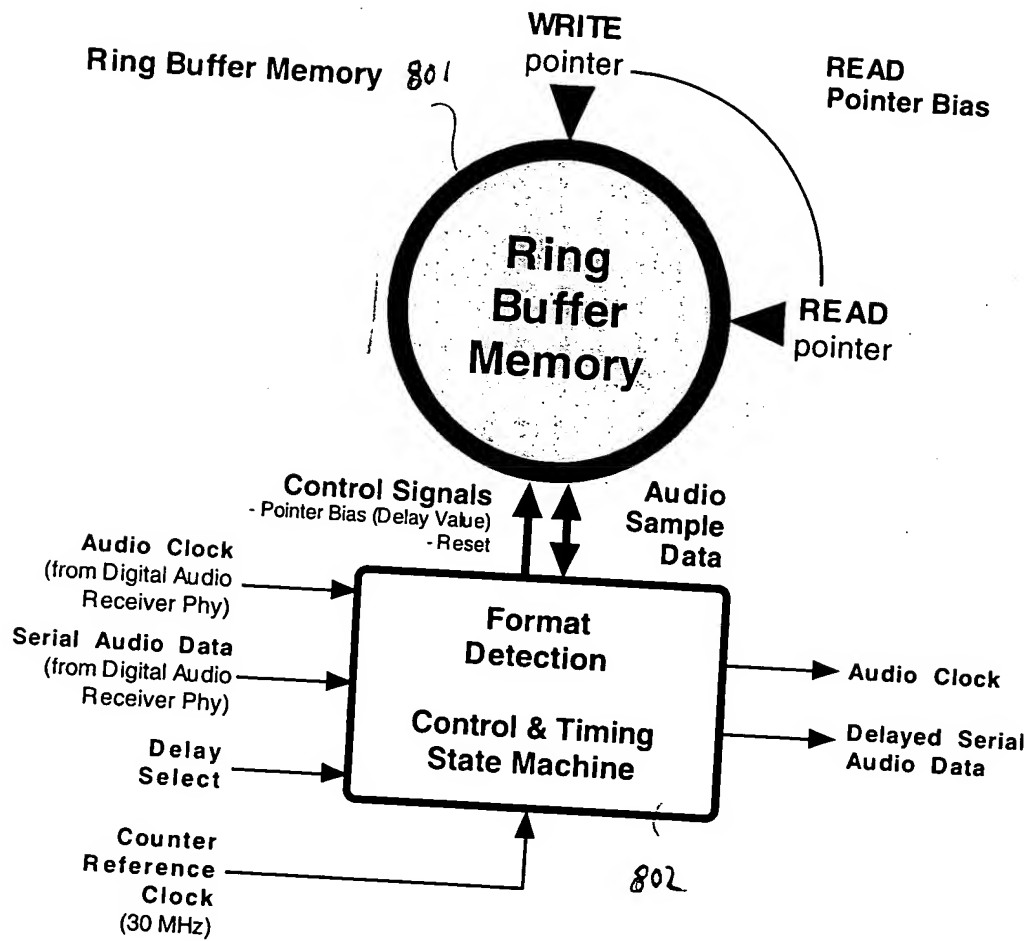 WRITE
pointer
READ
Pointer Bias
Ring Buffer Memory 801
Ring
Buffer
Memory
READ
pointer
Control Signals
- Pointer Bias (Delay Value)
- Reset
Audio
Sample
Data
Audio Clock
(from Digital Audio
Receiver Phy)
Serial Audio Data
(from Digital Audio
Receiver Phy)
Delay
Select
Counter
Reference
Clock
(30 MHz)
Format
Detection
Control & Timing
State Machine
Audio Clock
Delayed Serial
Audio Data
802